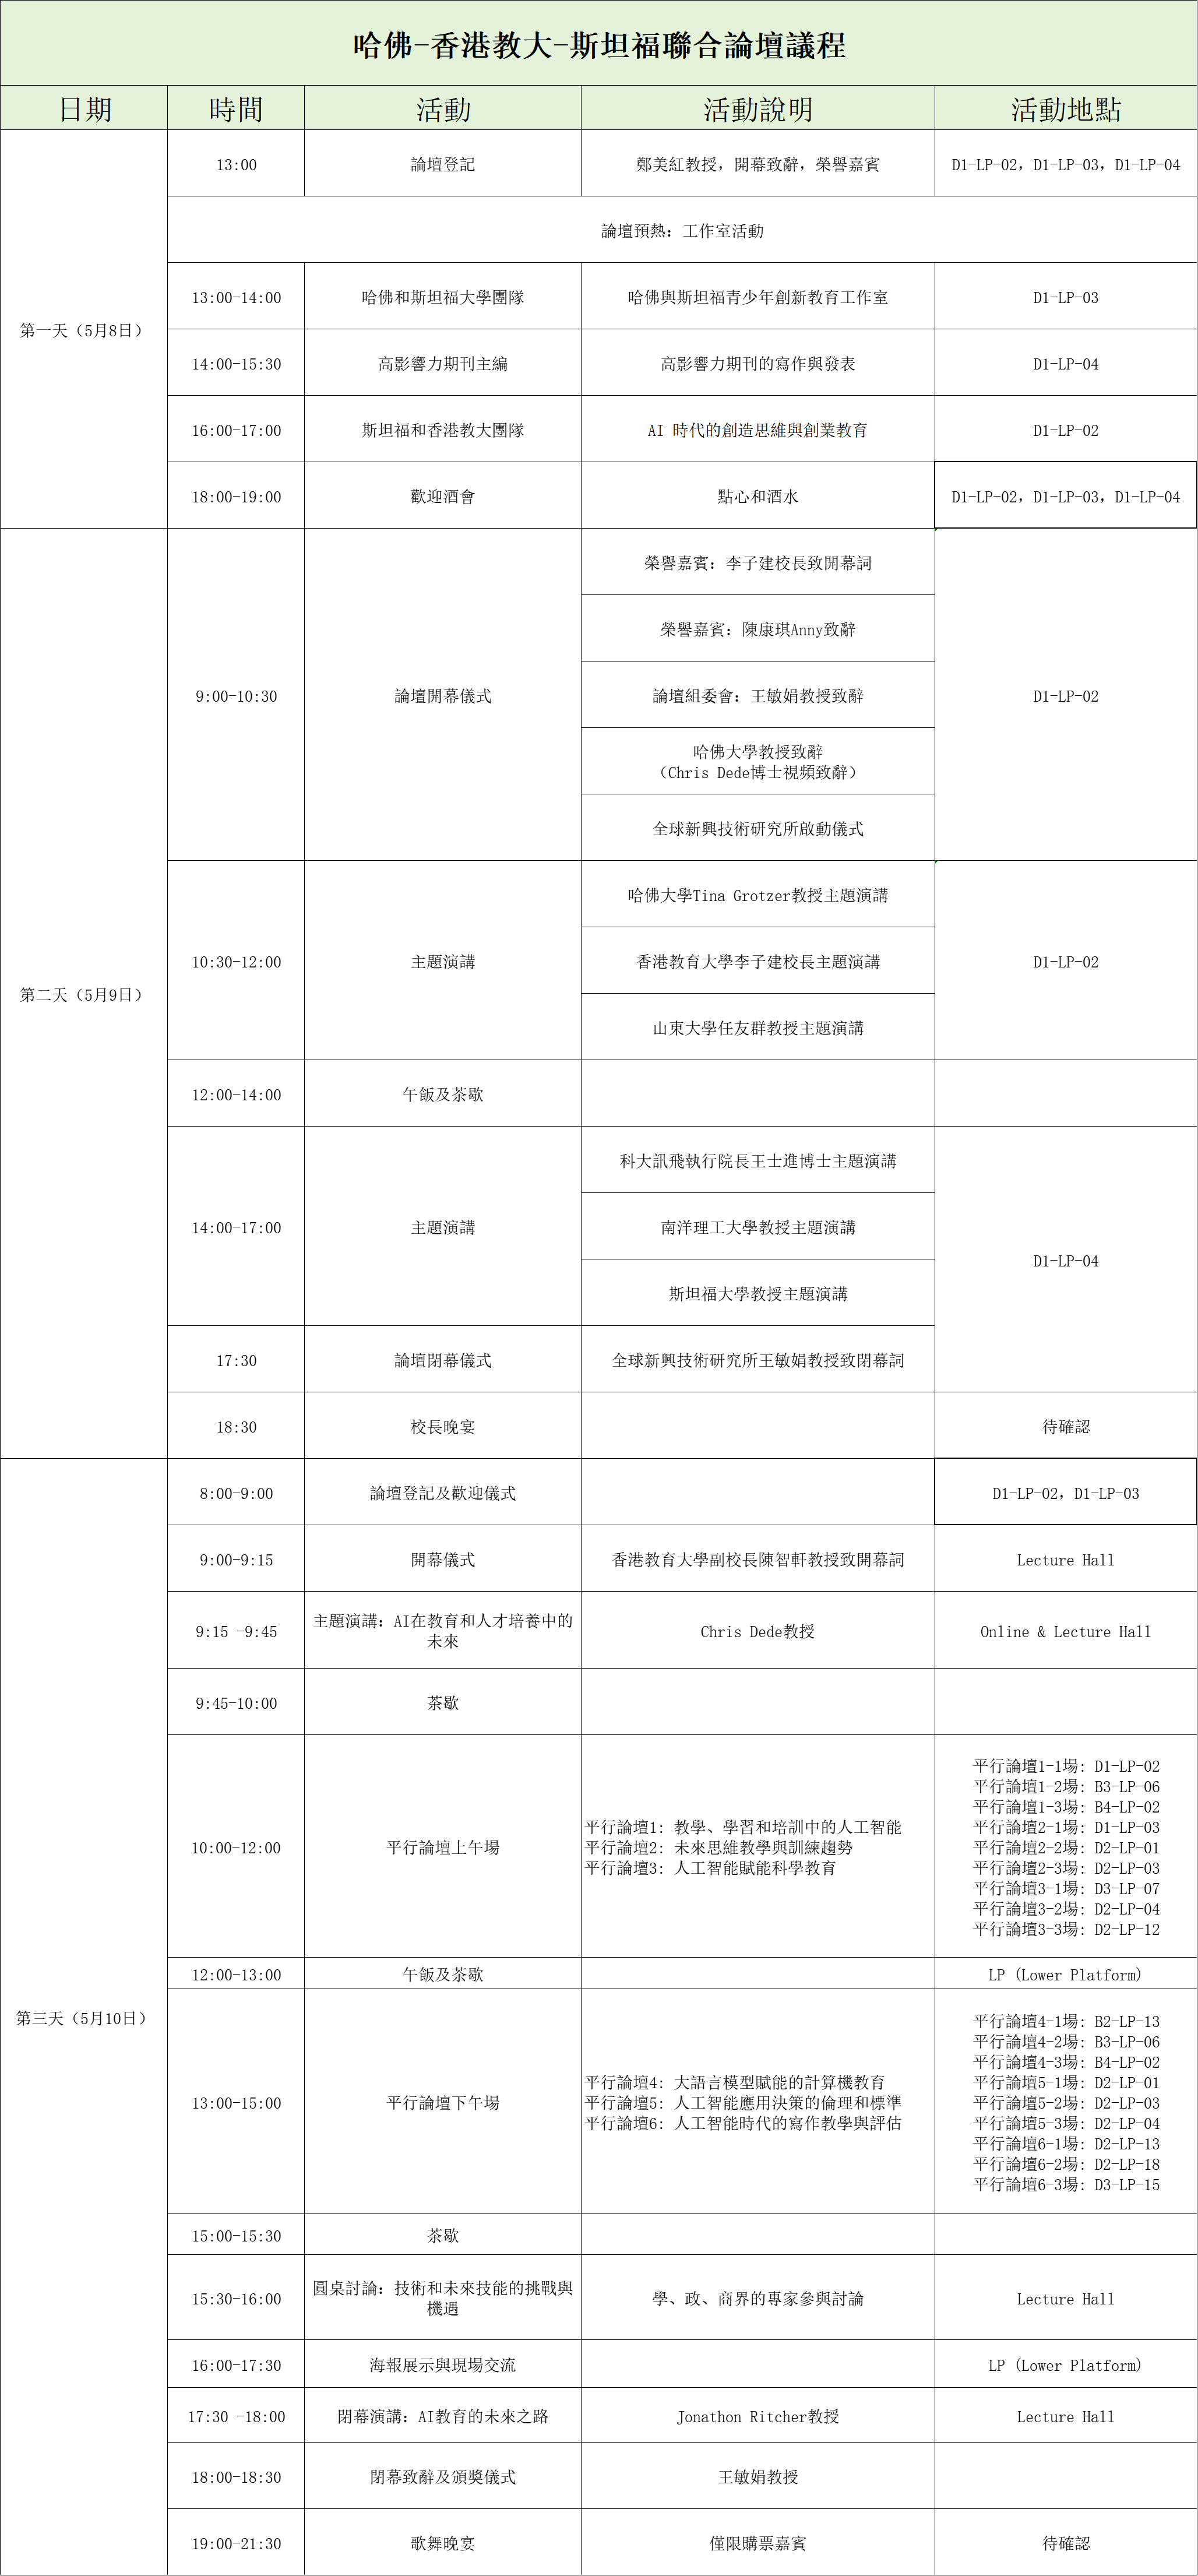 哈佛-香港教大-斯坦福聯合論壇議程
日期 時間 活動 活動說明 活動地點
第一天（5月8日）
13:00 論壇登記 鄭美紅教授，開幕致辭，榮譽嘉賓 D1-LP-02，D1-LP-03，D1-LP-04
論壇預熱：工作室活動
13:00-14:00 哈佛和斯坦福大學團隊 哈佛與斯坦福青少年創新教育工作室 D1-LP-03
14:00-15:30 高影響力期刊主編 高影響力期刊的寫作與發表 D1-LP-04
16:00-17:00 斯坦福和香港教大團隊 AI 時代的創造思維與創業教育 D1-LP-02
18:00-19:00 歡迎酒會 點心和酒水 D1-LP-02，D1-LP-03，D1-LP-04
第二天（5月9日）
9:00-10:30 論壇開幕儀式
榮譽嘉賓：李子建校長致開幕詞
榮譽嘉賓：陳康琪Anny致辭
論壇組委會：王敏娟教授致辭
哈佛大學教授致辭
（Chris Dede博士視頻致辭）
全球新興技術研究所啟動儀式
D1-LP-02
10:30-12:00 主題演講
哈佛大學Tina Grotzer教授主題演講
香港教育大學李子建校長主題演講
山東大學任友群教授主題演講
D1-LP-02
12:00-14:00 午飯及茶歇
14:00-17:00 主題演講
科大訊飛執行院長王士進博士主題演講
南洋理工大學教授主題演講
斯坦福大學教授主題演講
D1-LP-04
17:30 論壇閉幕儀式 全球新興技術研究所王敏娟教授致閉幕詞
18:30 校長晚宴 待確認
第三天（5月10日）
8:00-9:00 論壇登記及歡迎儀式 D1-LP-02，D1-LP-03
9:00-9:15 開幕儀式 香港教育大學副校長陳智軒教授致開幕詞 Lecture Hall
9:15 -9:45
主題演講：AI在教育和人才培養中的
未來
Chris Dede教授 Online & Lecture Hall
9:45-10:00 茶歇
10:00-12:00 平行論壇上午場
平行論壇1: 教學、學習和培訓中的人工智能
平行論壇2: 未來思維教學與訓練趨勢
平行論壇3: 人工智能賦能科學教育
平行論壇1-1場: D1-LP-02
平行論壇1-2場: B3-LP-06
平行論壇1-3場: B4-LP-02
平行論壇2-1場: D1-LP-03
平行論壇2-2場: D2-LP-01
平行論壇2-3場: D2-LP-03
平行論壇3-1場: D3-LP-07
平行論壇3-2場: D2-LP-04
平行論壇3-3場: D2-LP-12
12:00-13:00 午飯及茶歇 LP (Lower Platform)
13:00-15:00 平行論壇下午場
平行論壇4: 大語言模型賦能的計算機教育
平行論壇5: 人工智能應用決策的倫理和標準
平行論壇6: 人工智能時代的寫作教學與評估
平行論壇4-1場: B2-LP-13
平行論壇4-2場: B3-LP-06
平行論壇4-3場: B4-LP-02
平行論壇5-1場: D2-LP-01
平行論壇5-2場: D2-LP-03
平行論壇5-3場: D2-LP-04
平行論壇6-1場: D2-LP-13
平行論壇6-2場: D2-LP-18
平行論壇6-3場: D3-LP-15
15:00-15:30 茶歇
15:30-16:00
圓桌討論：技術和未來技能的挑戰與
機遇
學、政、商界的專家參與討論 Lecture Hall
16:00-17:30 海報展示與現場交流 LP (Lower Platform)
17:30 -18:00 閉幕演講：AI教育的未來之路 Jonathon Ritcher教授 Lecture Hall
18:00-18:30 閉幕致辭及頒獎儀式 王敏娟教授
19:00-21:30 歌舞晚宴 僅限購票嘉賓 待確認